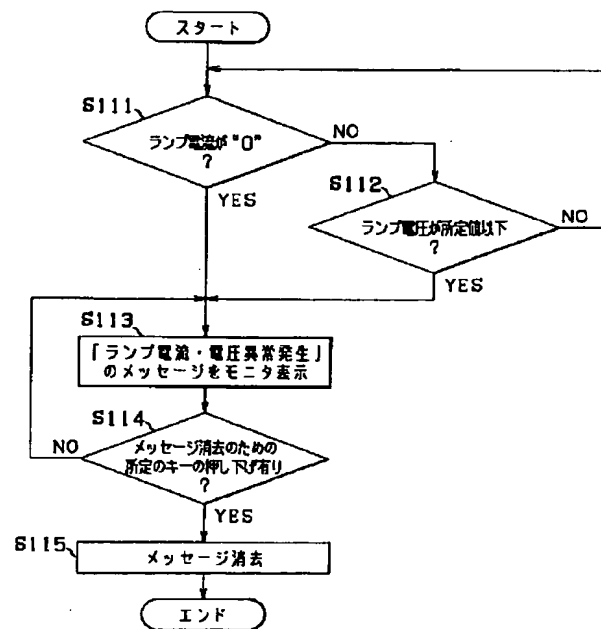 スタート
S111
ランプ電流が“0”
?
NO
YES
S112
ランプ電圧が所定値以下
?
NO
YES
S113
「ランプ電流・電圧異常発生」
のメッセージをモニタ表示
S114
メッセージ消去のための
所定のキーの押し下げ有り
?
NO
YES
S115
メッセージ消去
エンド